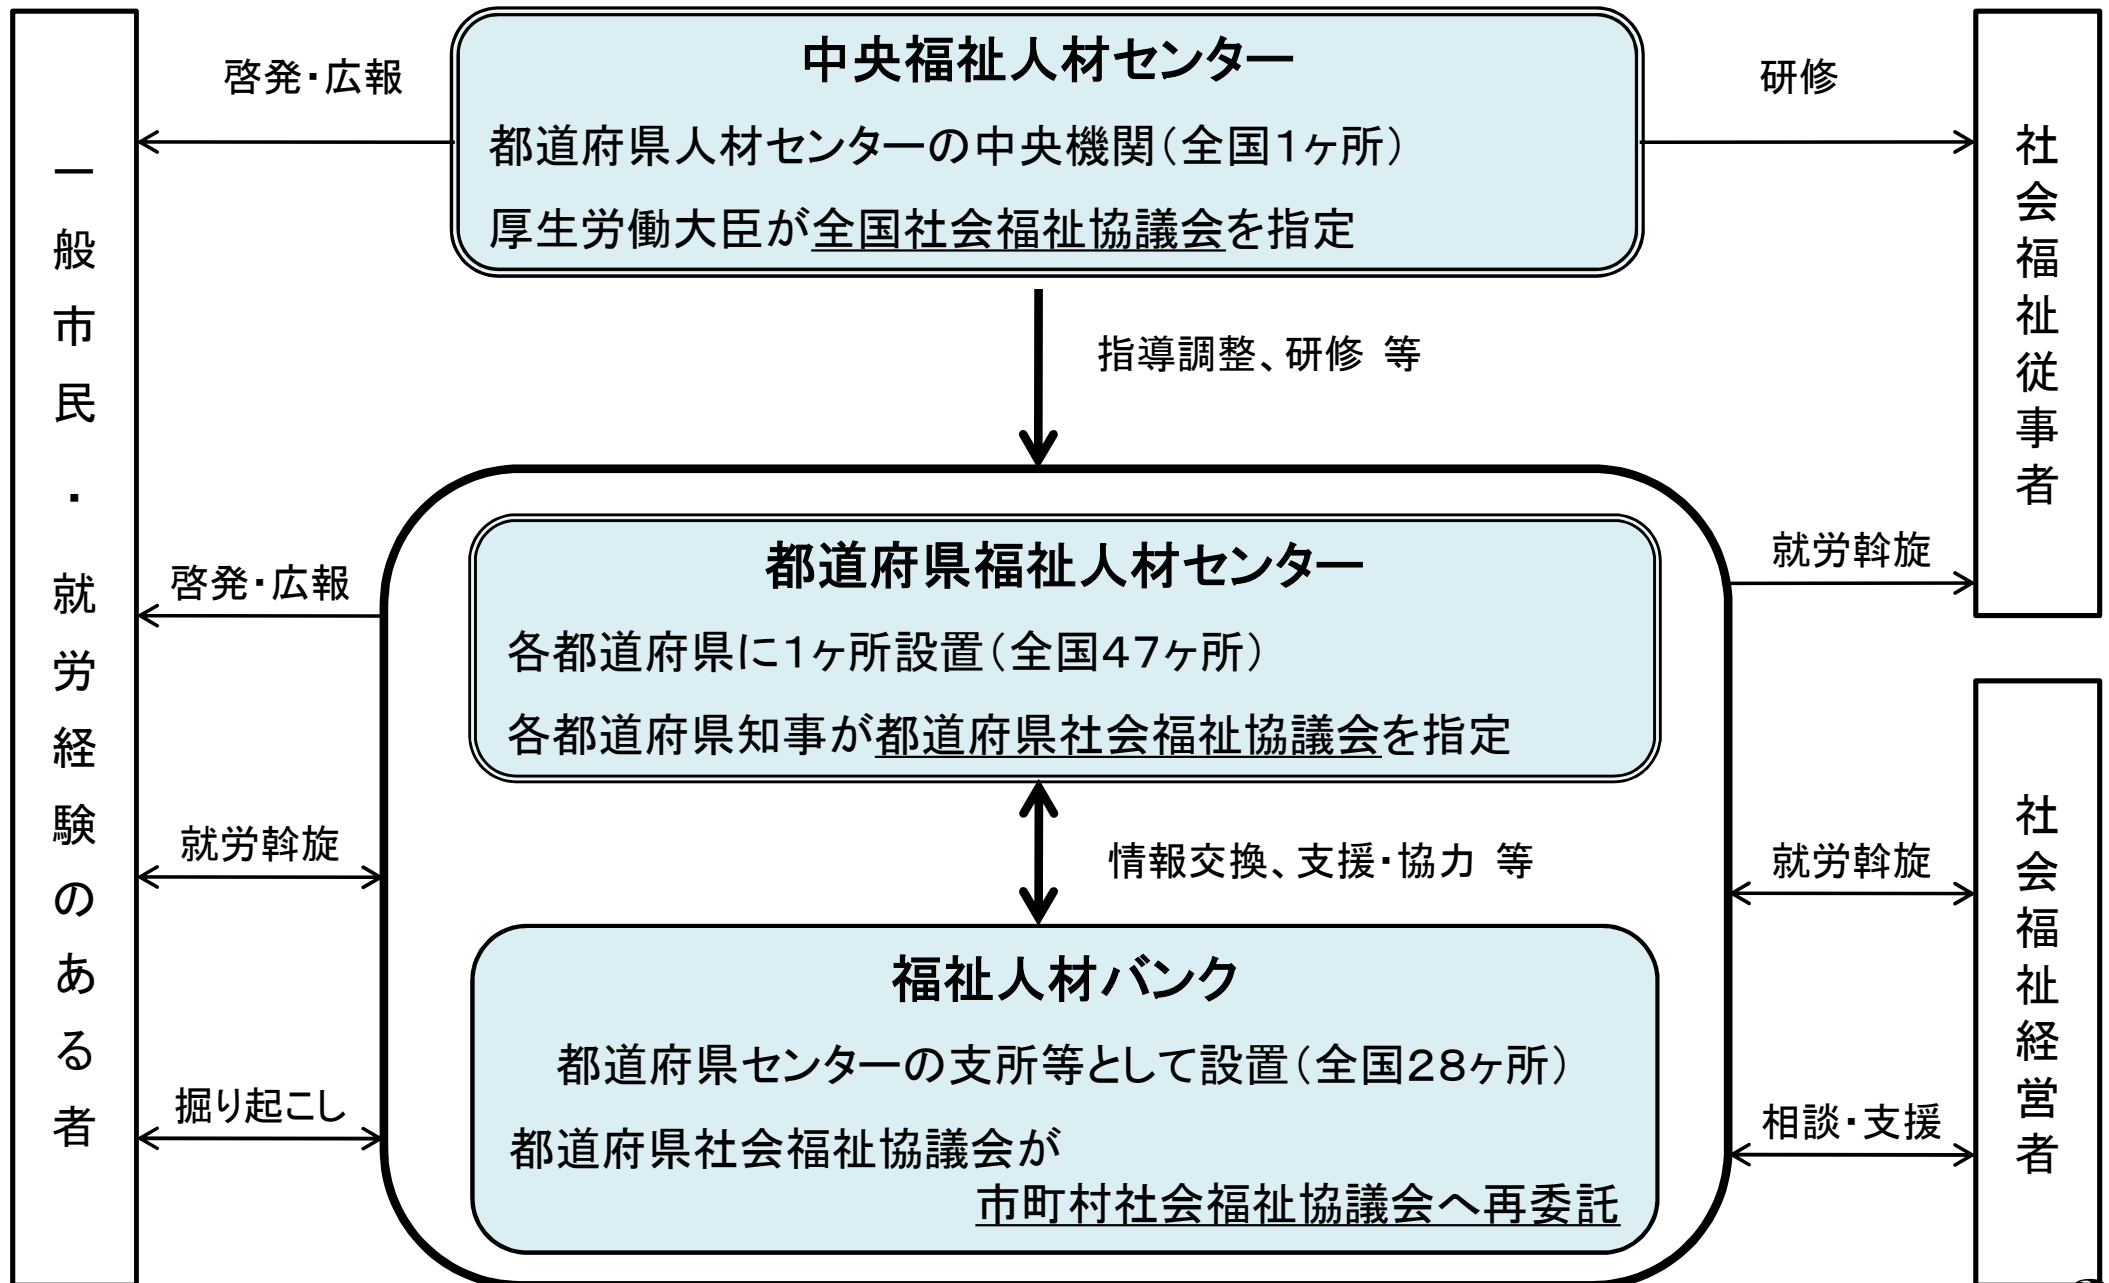 中央福祉人材センター
都道府県人材センターの中央機関（全国１ヶ所）
厚生労働大臣が全国社会福祉協議会を指定
啓発・広報
研修
一般市民・就労経験のある者
社会福祉従事者
指導調整、研修 等
都道府県福祉人材センター
各都道府県に１ヶ所設置（全国４７ヶ所）
各都道府県知事が都道府県社会福祉協議会を指定
啓発・広報
就労斡旋
就労斡旋
情報交換、支援・協力 等
就労斡旋
社会福祉経営者
福祉人材バンク
都道府県センターの支所等として設置（全国２８ヶ所）
都道府県社会福祉協議会が
市町村社会福祉協議会へ再委託
掘り起こし
相談・支援